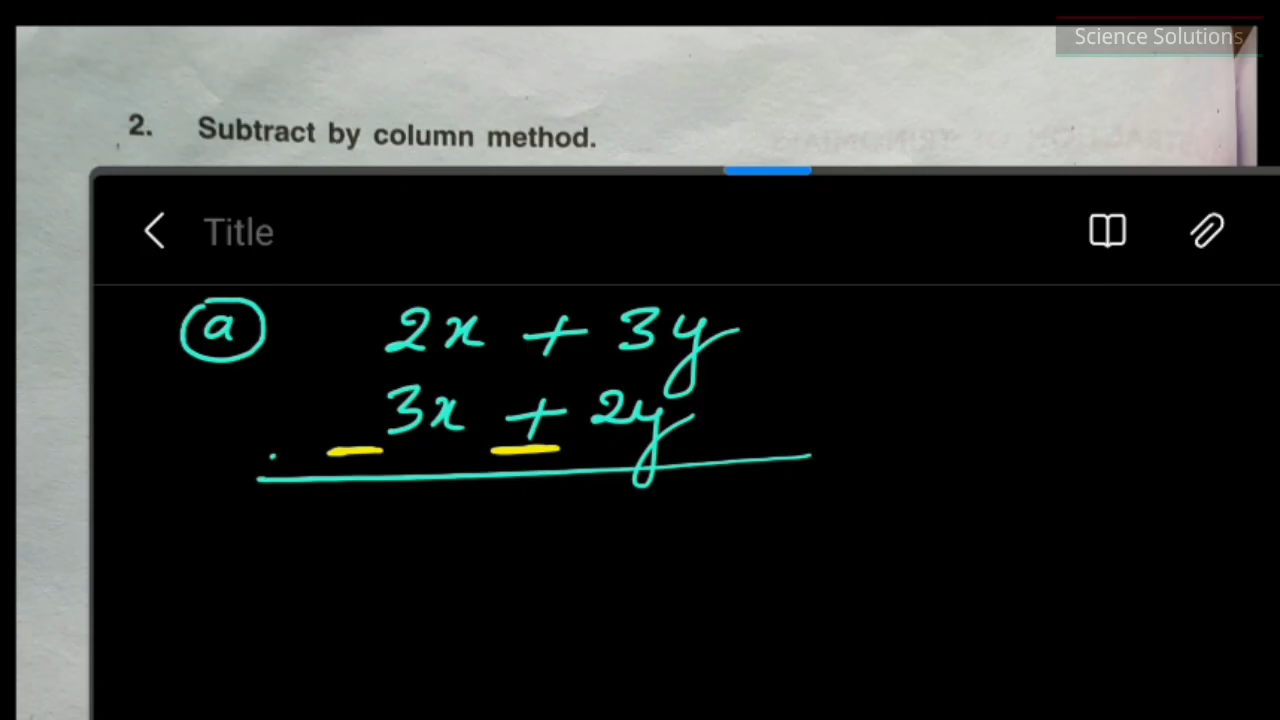 Science Solutions
2. Subtract by column method.
Title
a 2x + 3y
3x + 2y